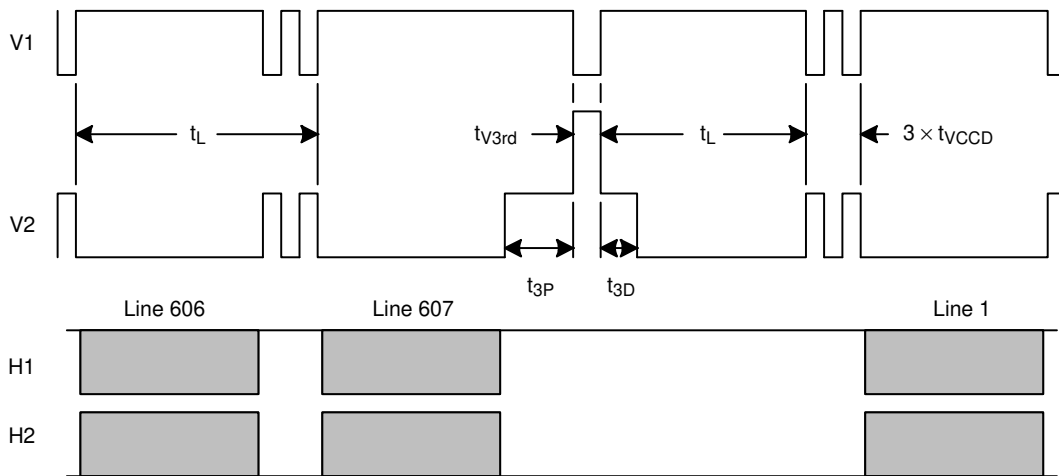 V1
t_L
t_V3rd
t_L
3 × t_VCCD
V2
t_3P
t_3D
Line 606
Line 607
Line 1
H1
H2